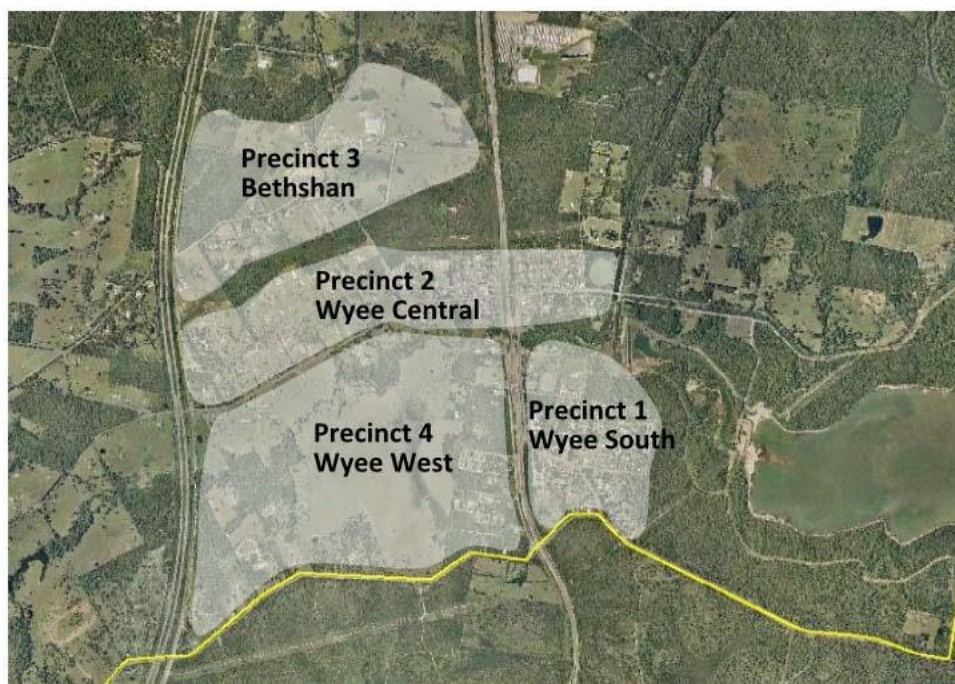 Precinct 3
Bethshan
Precinct 2
Wyee Central
Precinct 4
Wyee West
Precinct 1
Wyee South